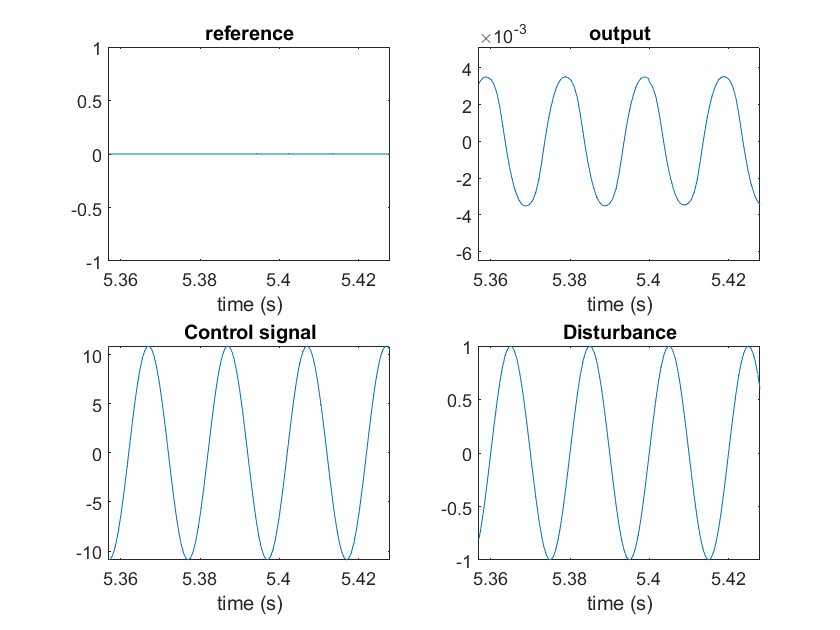 reference
1
0.5
0
-0.5
-1
5.36 5.38 5.4 5.42
time (s)
output
×10-3
4
2
0
-2
-4
-6
5.36 5.38 5.4 5.42
time (s)
Control signal
10
5
0
-5
-10
5.36 5.38 5.4 5.42
time (s)
Disturbance
1
0.5
0
-0.5
-1
5.36 5.38 5.4 5.42
time (s)